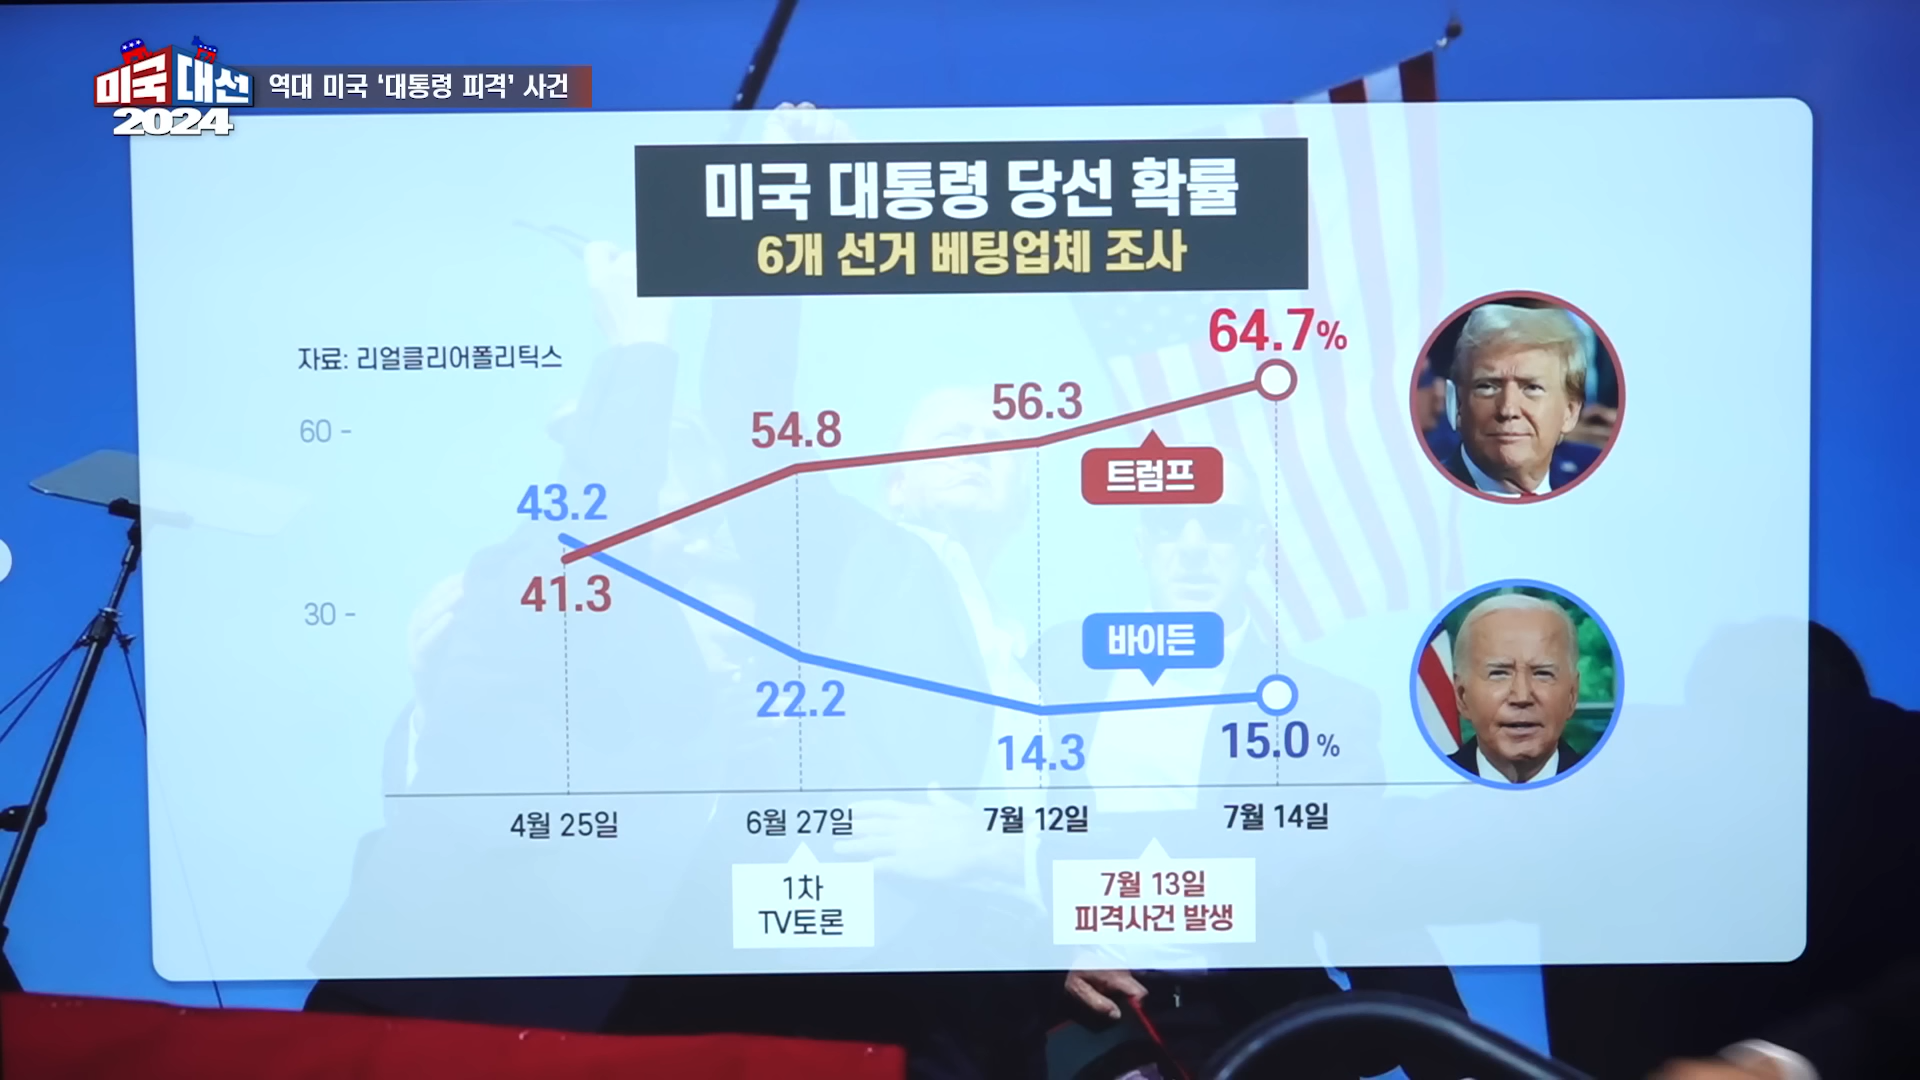 미국 대선
2024
역대 미국 ‘대통령 피격’ 사건
미국 대통령 당선 확률
6개 선거 베팅업체 조사
자료: 리얼클리어폴리틱스
60 -
30 -
43.2
41.3
54.8
22.2
56.3
14.3
64.7%
15.0 %
트럼프
바이든
4월 25일
6월 27일
7월 12일
7월 14일
1차
TV토론
7월 13일
피격사건 발생